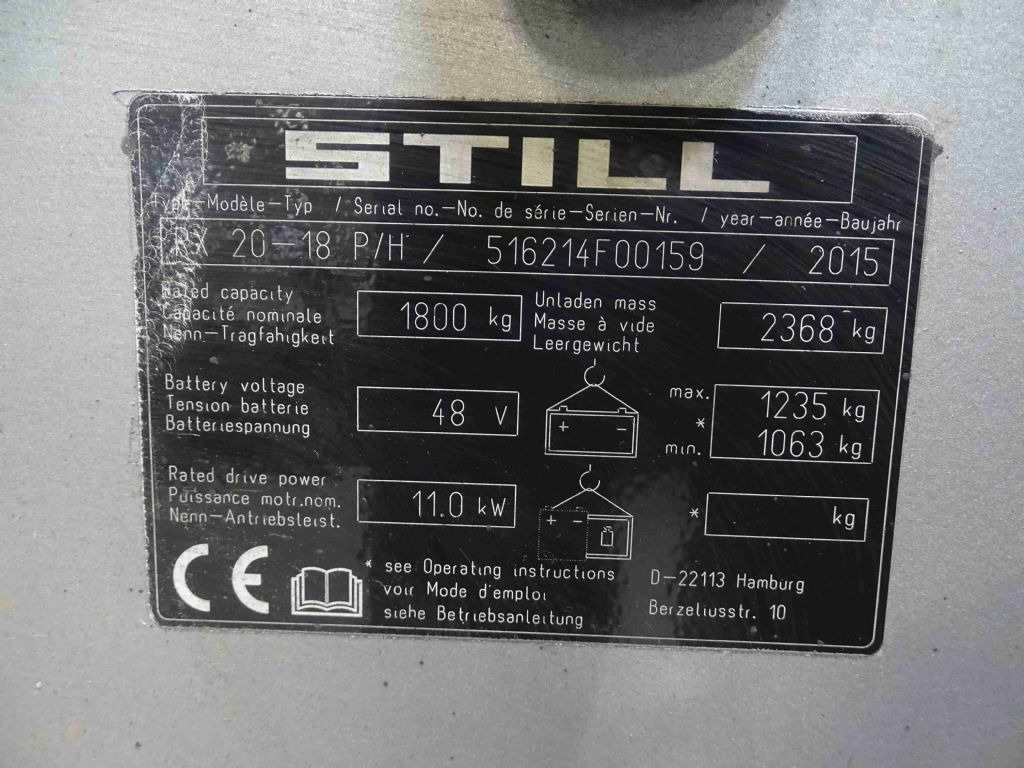 STILL
Type-Modèle-Typ / Serial no.-No. de série-Serien-Nr. / year-année-Baujahr
RX 20-18 P/H / 516214F00159 / 2015
Rated capacity
Capacité nominale
Nenn-Tragfähigkeit
1800 kg
Unladen mass
Masse à vide
Leergewicht
2368 kg
Battery voltage
Tension batterie
Batteriespannung
48 V
+ -
max.
*
min.
1235 kg
1063 kg
Rated drive power
Puissance motr.nom.
Nenn-Antriebsleist.
11.0 kW
+ -
* kg
CE
* see Operating instructions
voir Mode d'emploi
siehe Betriebsanleitung
D-22113 Hamburg
Berzeliusstr. 10